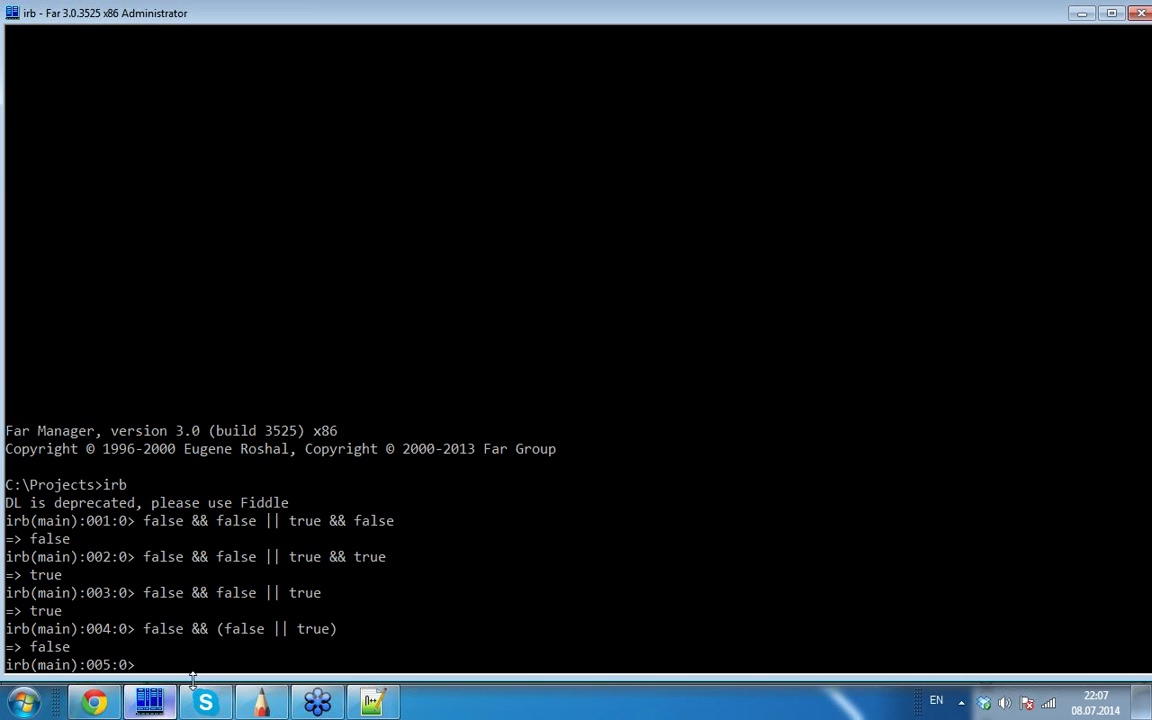 irb - Far 3.0.3525 x86 Administrator
Far Manager, version 3.0 (build 3525) x86
Copyright © 1996-2000 Eugene Roshal, Copyright © 2000-2013 Far Group
C:\Projects>irb
DL is deprecated, please use Fiddle
irb(main):001:0> false && false || true && false
=> false
irb(main):002:0> false && false || true && true
=> true
irb(main):003:0> false && false || true
=> true
irb(main):004:0> false && (false || true)
=> false
irb(main):005:0>
EN
22:07
08.07.2014